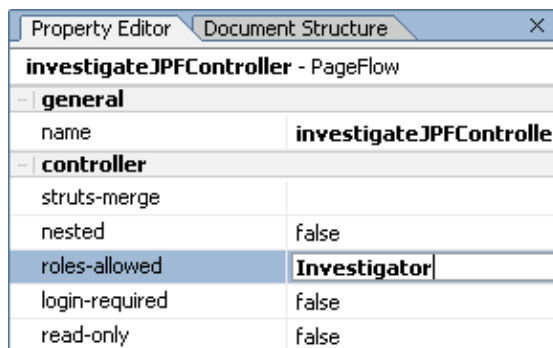 Property Editor Document Structure
investigateJPFController - PageFlow
general
name investigateJPFControlle
controller
struts-merge
nested false
roles-allowed Investigator
login-required false
read-only false